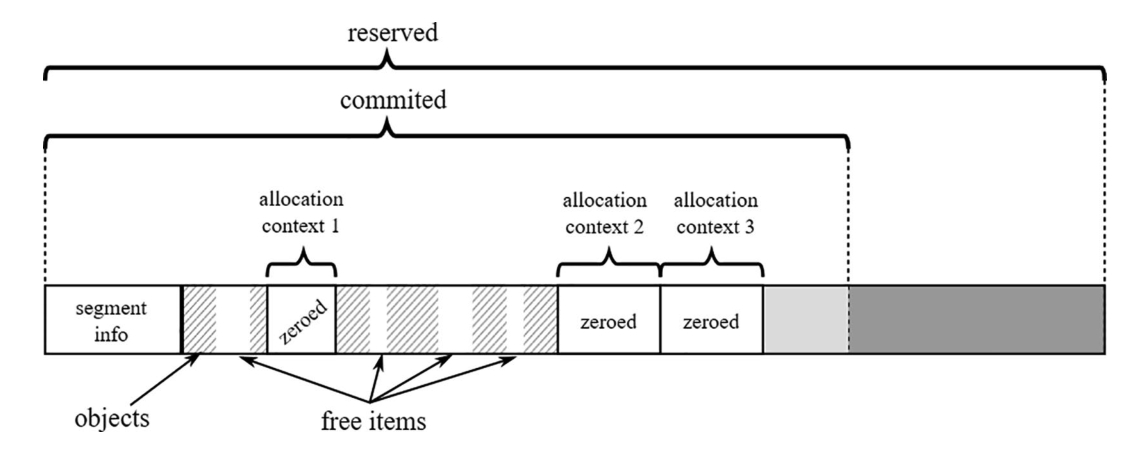 reserved
commited
allocation
context 1
allocation
context 2
allocation
context 3
segment
info
zeroed
zeroed
zeroed
objects
free items